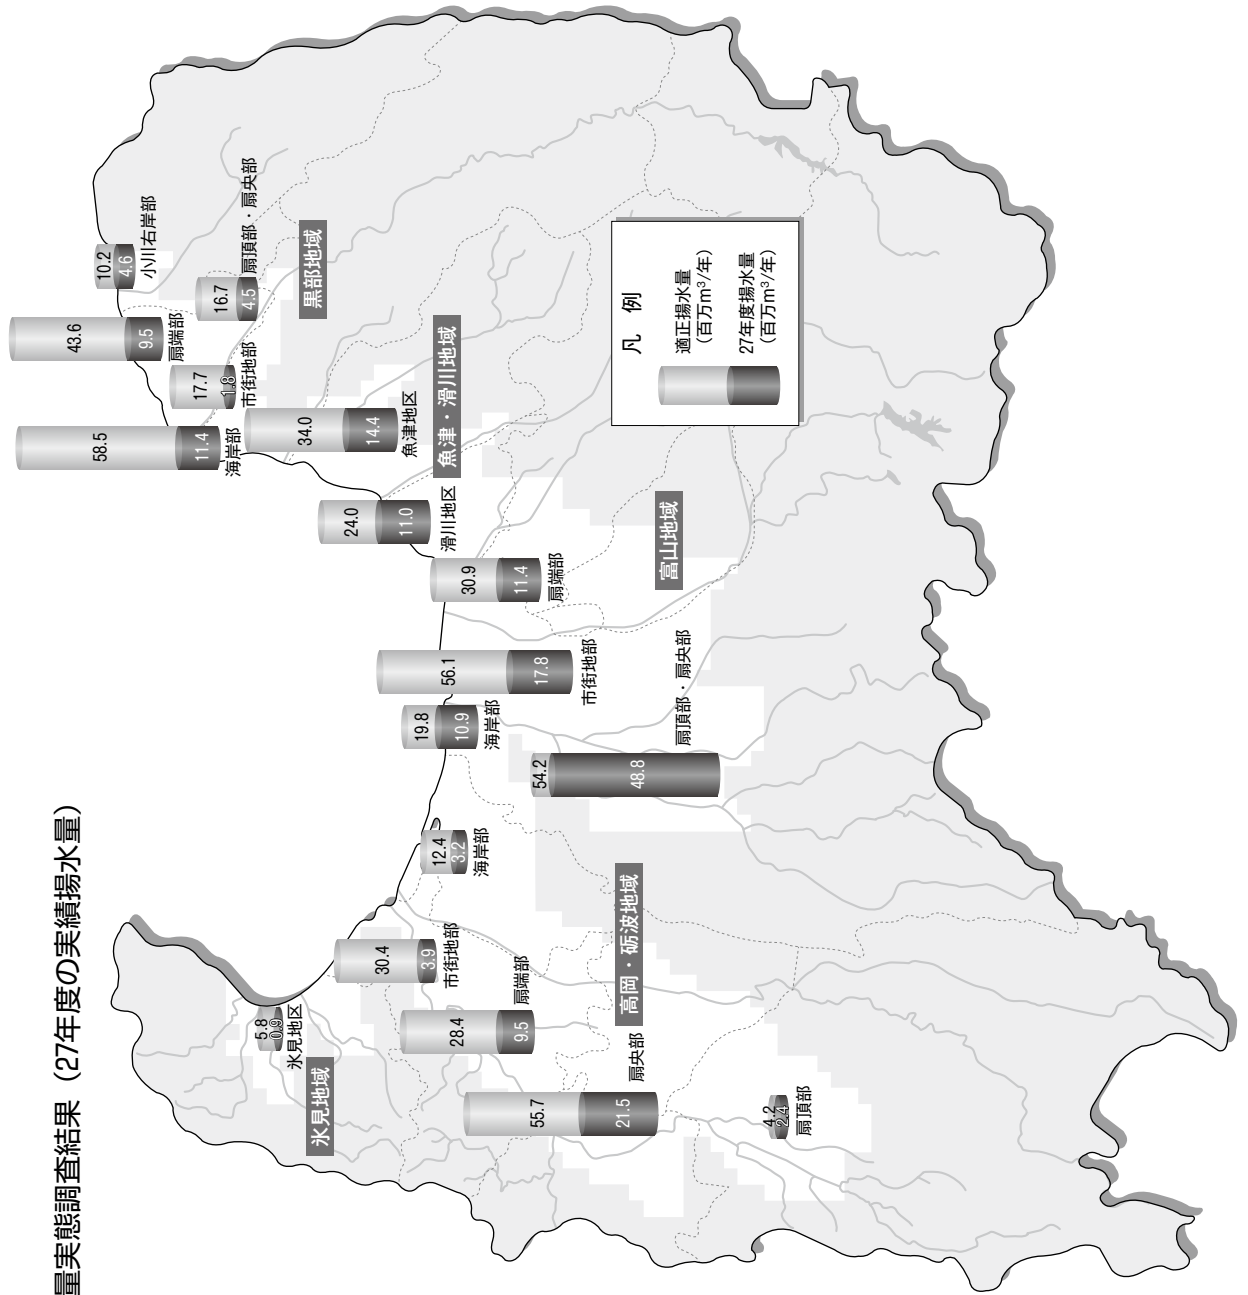 量実態調査結果（27年度の実績揚水量）
5.8
0.9
氷見地区
氷見地域
30.4
3.9
市街地部
12.4
3.2
海岸部
28.4
9.5
扇端部
55.7
21.5
扇央部
高岡・砺波地域
4.2
2.4
扇頂部
19.8
10.9
海岸部
56.1
17.8
市街地部
30.9
11.4
扇端部
54.2
48.8
扇頂部・扇央部
富山地域
24.0
11.0
滑川地区
34.0
14.4
魚津地区
魚津・滑川地域
58.5
11.4
海岸部
17.7
1.8
市街地部
43.6
9.5
扇端部
16.7
4.5
扇頂部・扇央部
10.2
4.6
小川右岸部
黒部地域
凡 例
適正揚水量
（百万m³/年）
27年度揚水量
（百万m³/年）